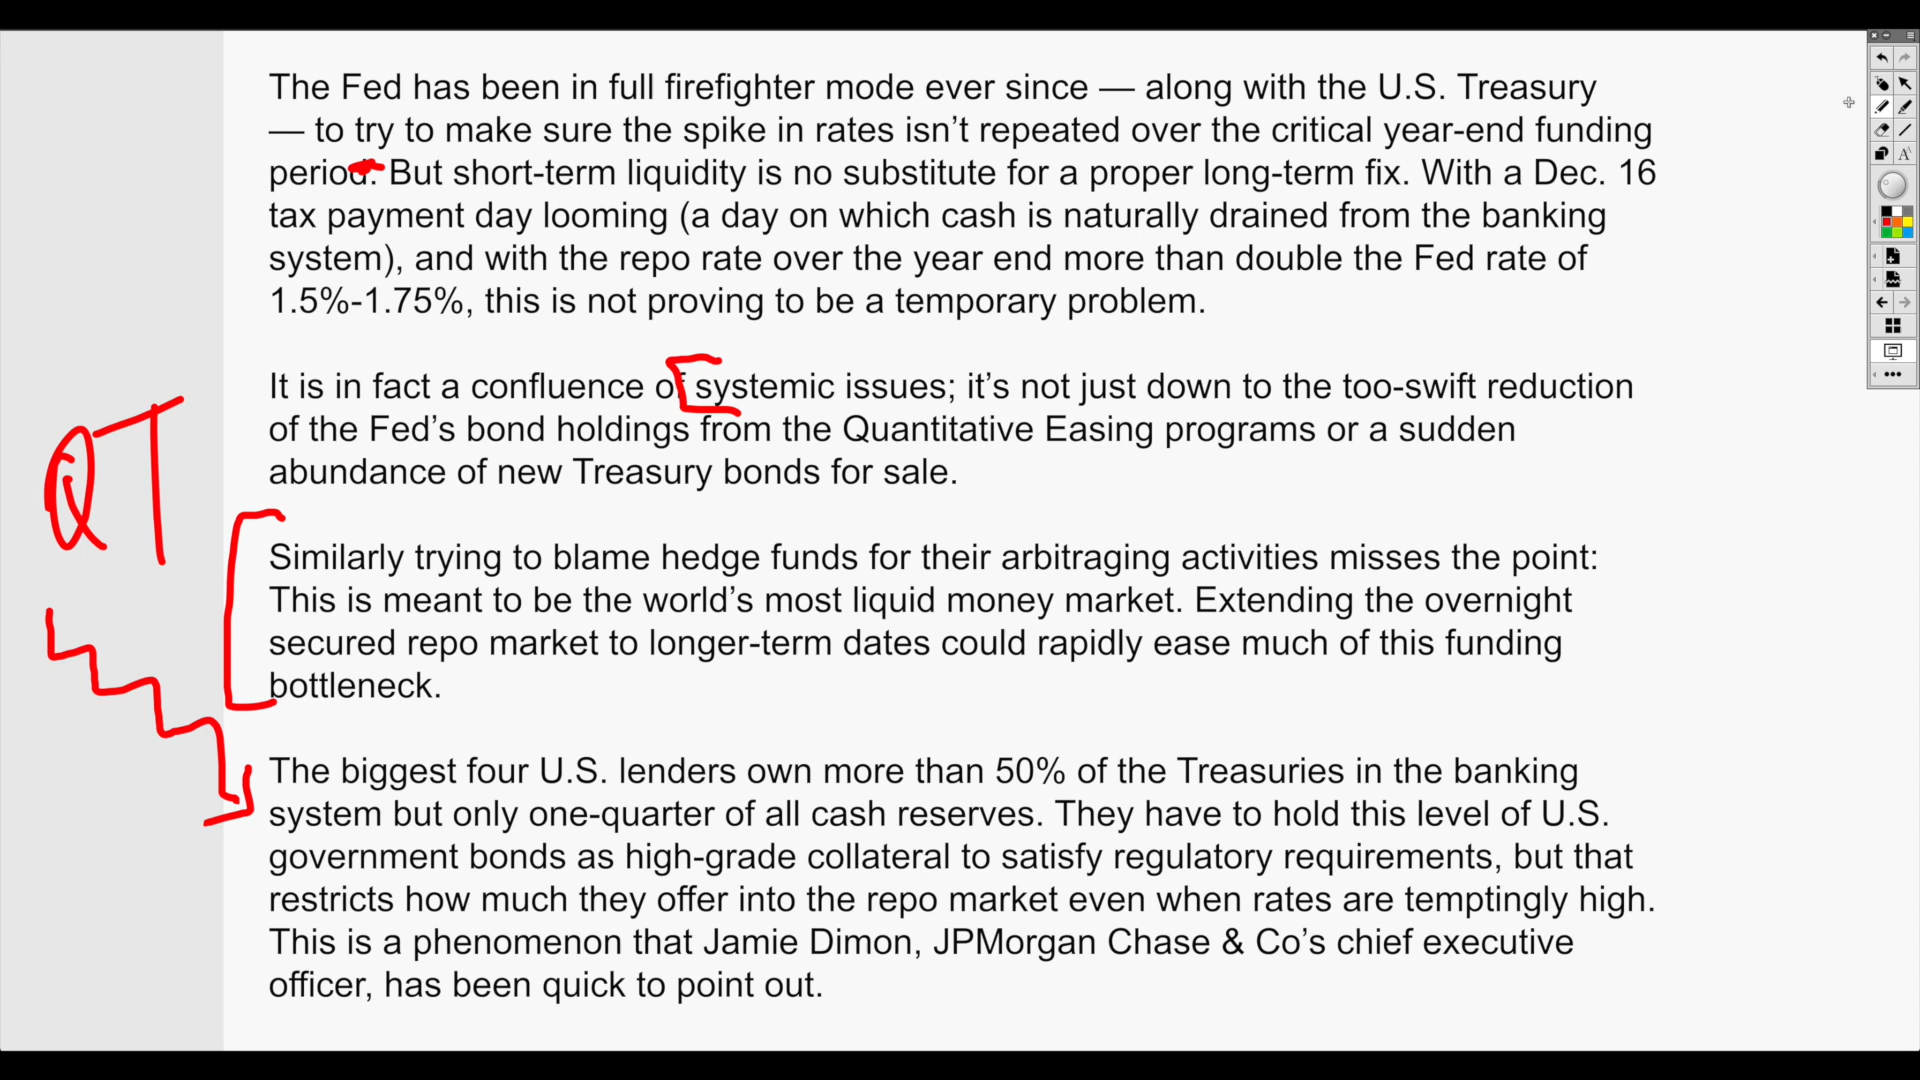 The Fed has been in full firefighter mode ever since — along with the U.S. Treasury
— to try to make sure the spike in rates isn’t repeated over the critical year-end funding
period. But short-term liquidity is no substitute for a proper long-term fix. With a Dec. 16
tax payment day looming (a day on which cash is naturally drained from the banking
system), and with the repo rate over the year end more than double the Fed rate of
1.5%-1.75%, this is not proving to be a temporary problem.
It is in fact a confluence of systemic issues; it’s not just down to the too-swift reduction
of the Fed’s bond holdings from the Quantitative Easing programs or a sudden
abundance of new Treasury bonds for sale.
QT
Similarly trying to blame hedge funds for their arbitraging activities misses the point:
This is meant to be the world’s most liquid money market. Extending the overnight
secured repo market to longer-term dates could rapidly ease much of this funding
bottleneck.
The biggest four U.S. lenders own more than 50% of the Treasuries in the banking
system but only one-quarter of all cash reserves. They have to hold this level of U.S.
government bonds as high-grade collateral to satisfy regulatory requirements, but that
restricts how much they offer into the repo market even when rates are temptingly high.
This is a phenomenon that Jamie Dimon, JPMorgan Chase & Co’s chief executive
officer, has been quick to point out.